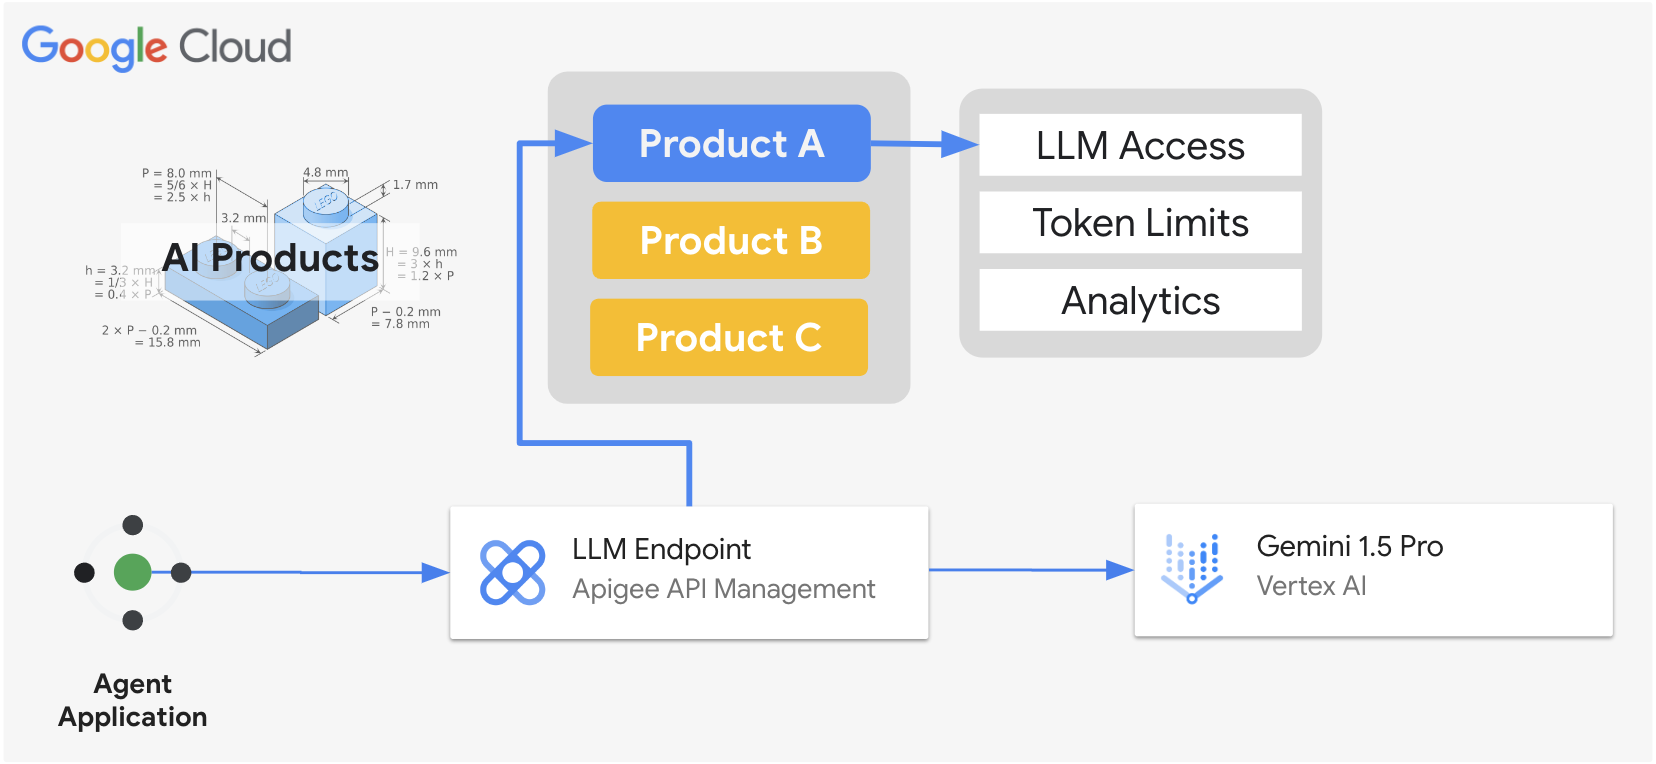 Google Cloud
Product A
Product B
Product C
LLM Access
Token Limits
Analytics
P = 8.0 mm
= 5/6 × H
= 2.5 × h
4.8 mm
1.7 mm
3.2 mm
LEGO
AI Products
H = 9.6 mm
= 3 × h
= 1.2 × P
h = 3.2 mm
= 1/3 × H
= 0.4 × P
LEGO
P − 0.2 mm
= 7.8 mm
2 × P − 0.2 mm
= 15.8 mm
LLM Endpoint
Apigee API Management
Gemini 1.5 Pro
Vertex AI
Agent
Application